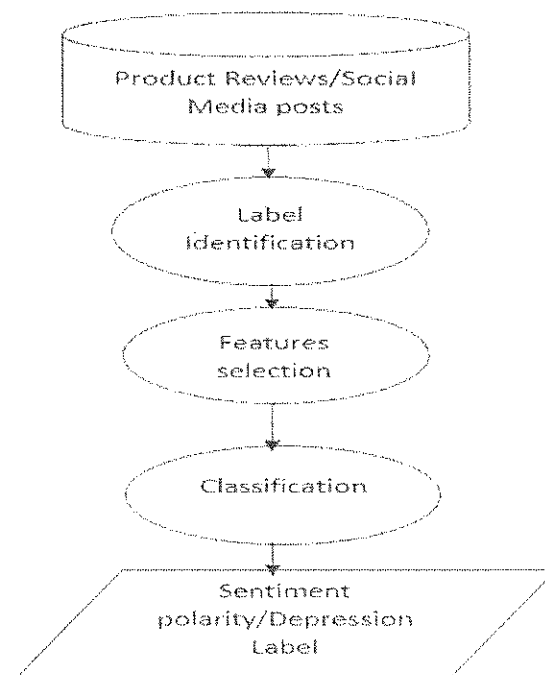 Product Reviews/Social
Media posts
Label
Identification
Features
selection
Classification
Sentiment
polarity/Depression
Label